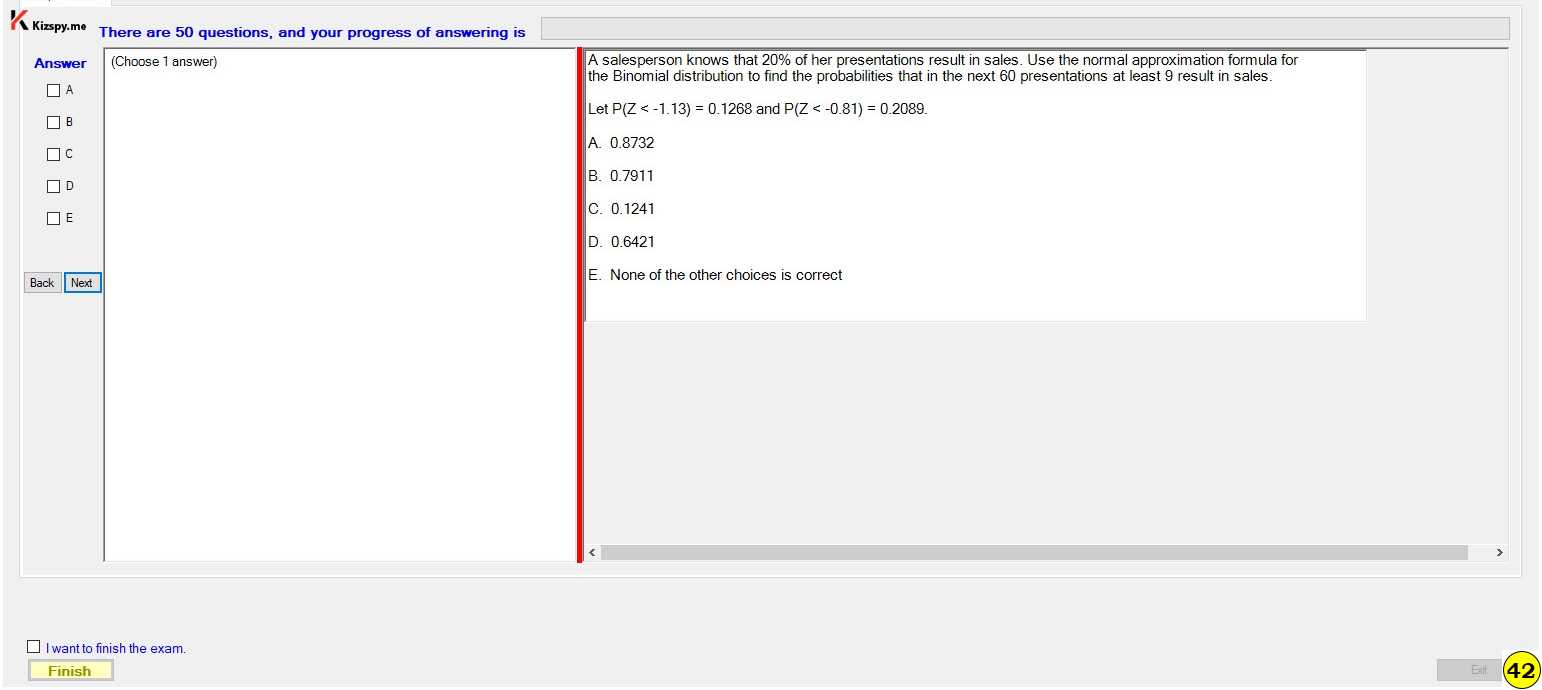 Kizspy.me
There are 50 questions, and your progress of answering is
Answer
(Choose 1 answer)
A
B
C
D
E
Back
Next
A salesperson knows that 20% of her presentations result in sales. Use the normal approximation formula for
the Binomial distribution to find the probabilities that in the next 60 presentations at least 9 result in sales.
Let P(Z < -1.13) = 0.1268 and P(Z < -0.81) = 0.2089.
A. 0.8732
B. 0.7911
C. 0.1241
D. 0.6421
E. None of the other choices is correct
I want to finish the exam.
Finish
Exit
42